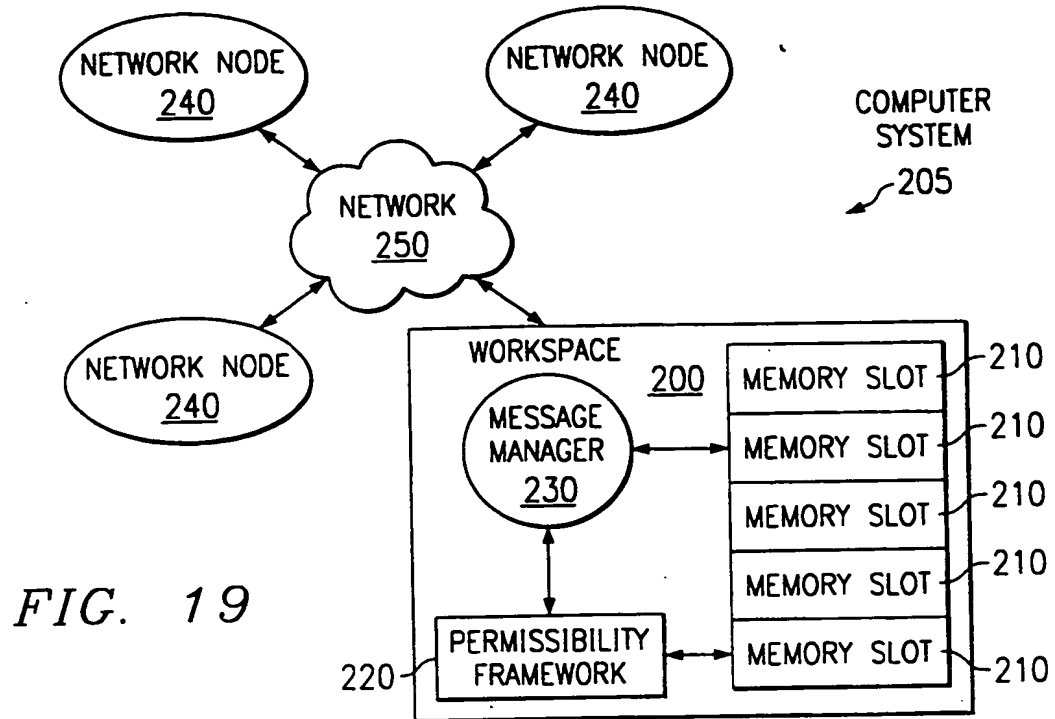 NETWORK NODE
240
NETWORK NODE
240
COMPUTER
SYSTEM
205
NETWORK
250
NETWORK NODE
240
WORKSPACE
200
MESSAGE
MANAGER
230
MEMORY SLOT
210
MEMORY SLOT
210
MEMORY SLOT
210
MEMORY SLOT
210
MEMORY SLOT
210
PERMISSIBILITY
FRAMEWORK
220
FIG. 19